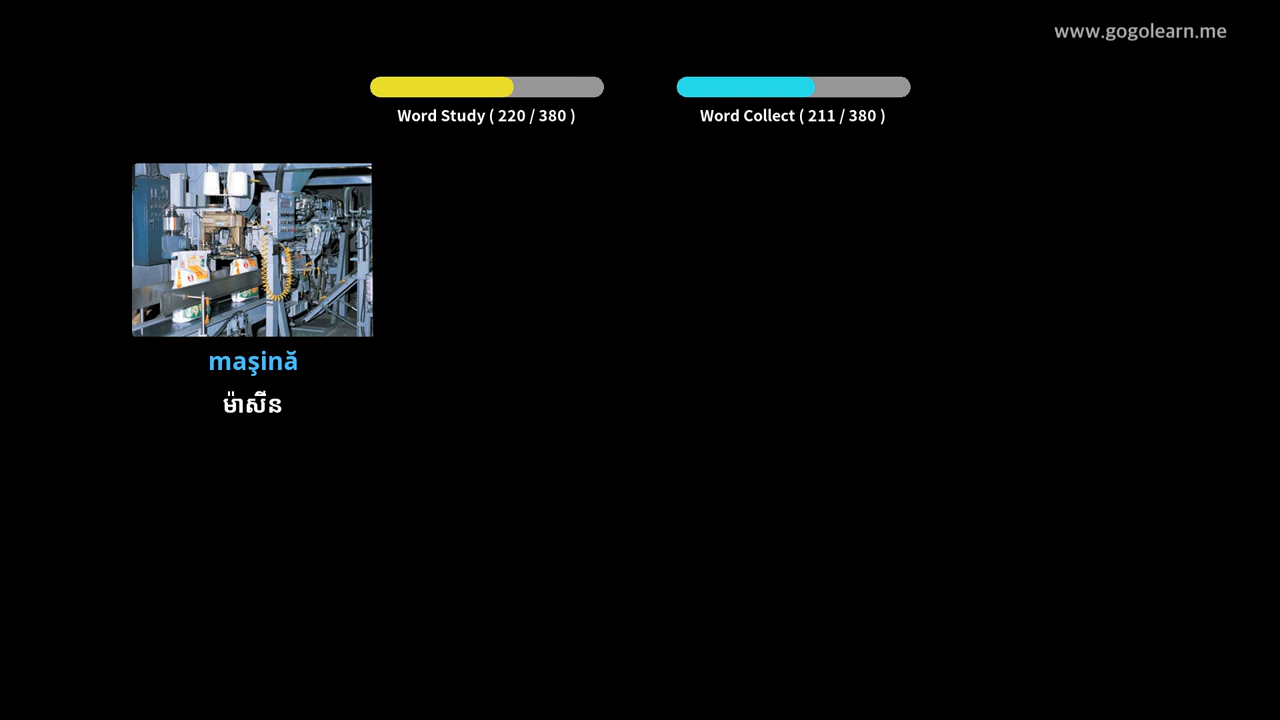 www.gogolearn.me
Word Study ( 220 / 380 )
Word Collect ( 211 / 380 )
maşină
ម៉ាស៊ីន